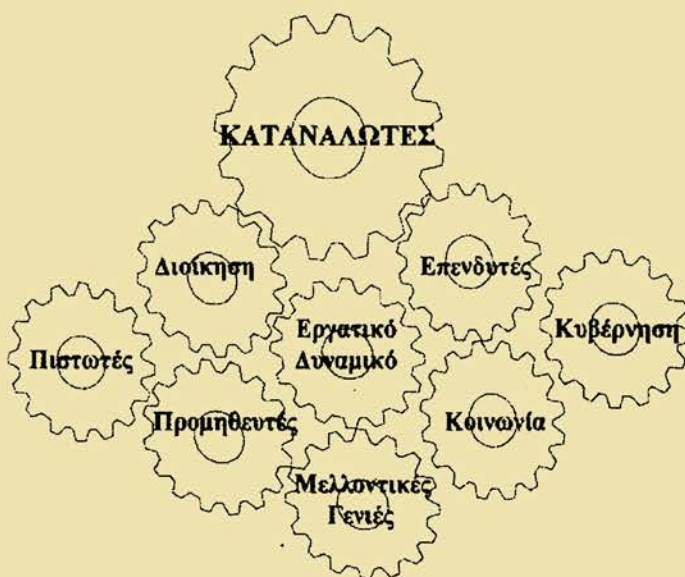 ΚΑΤΑΝΑΛΩΤΕΣ
Διοίκηση
Επενδυτές
Εργατικό
Δυναμικό
Κυβέρνηση
Πιστωτές
Προμηθευτές
Κοινωνία
Μελλοντικές
Γενιές